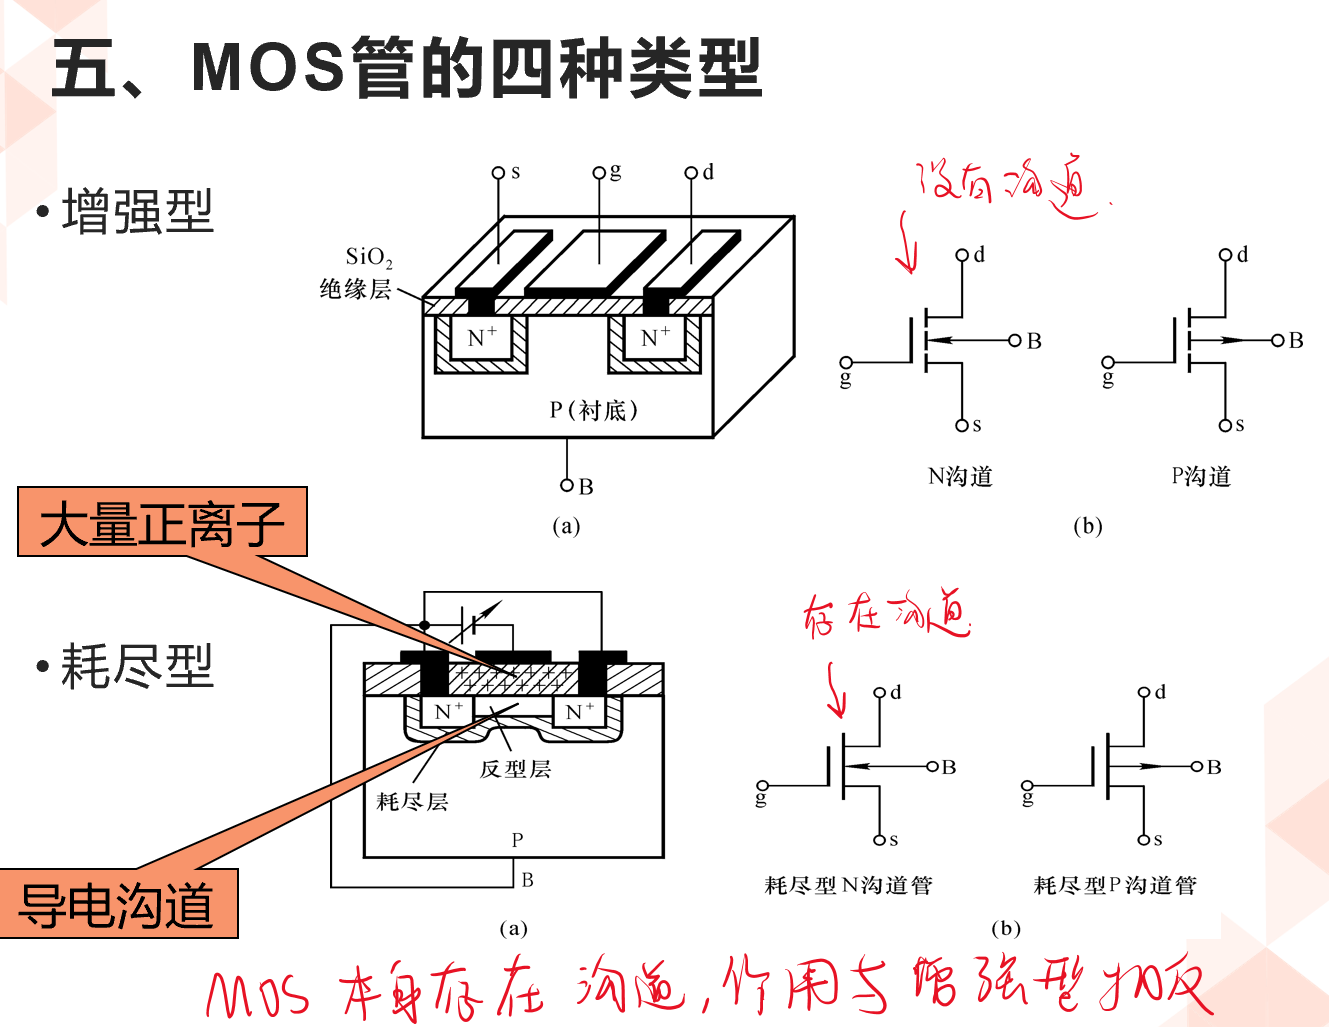 五、MOS管的四种类型
•增强型
s
g
d
没有沟道.
SiO₂
绝缘层
N⁺
N⁺
P(衬底)
B
(a)
d
B
g
s
N沟道
d
B
g
s
P沟道
(b)
大量正离子
•耗尽型
N⁺
N⁺
反型层
耗尽层
P
B
导电沟道
(a)
存在沟道
d
B
g
s
耗尽型N沟道管
d
B
g
s
耗尽型P沟道管
(b)
MOS 本身存在沟道,作用与增强型相反